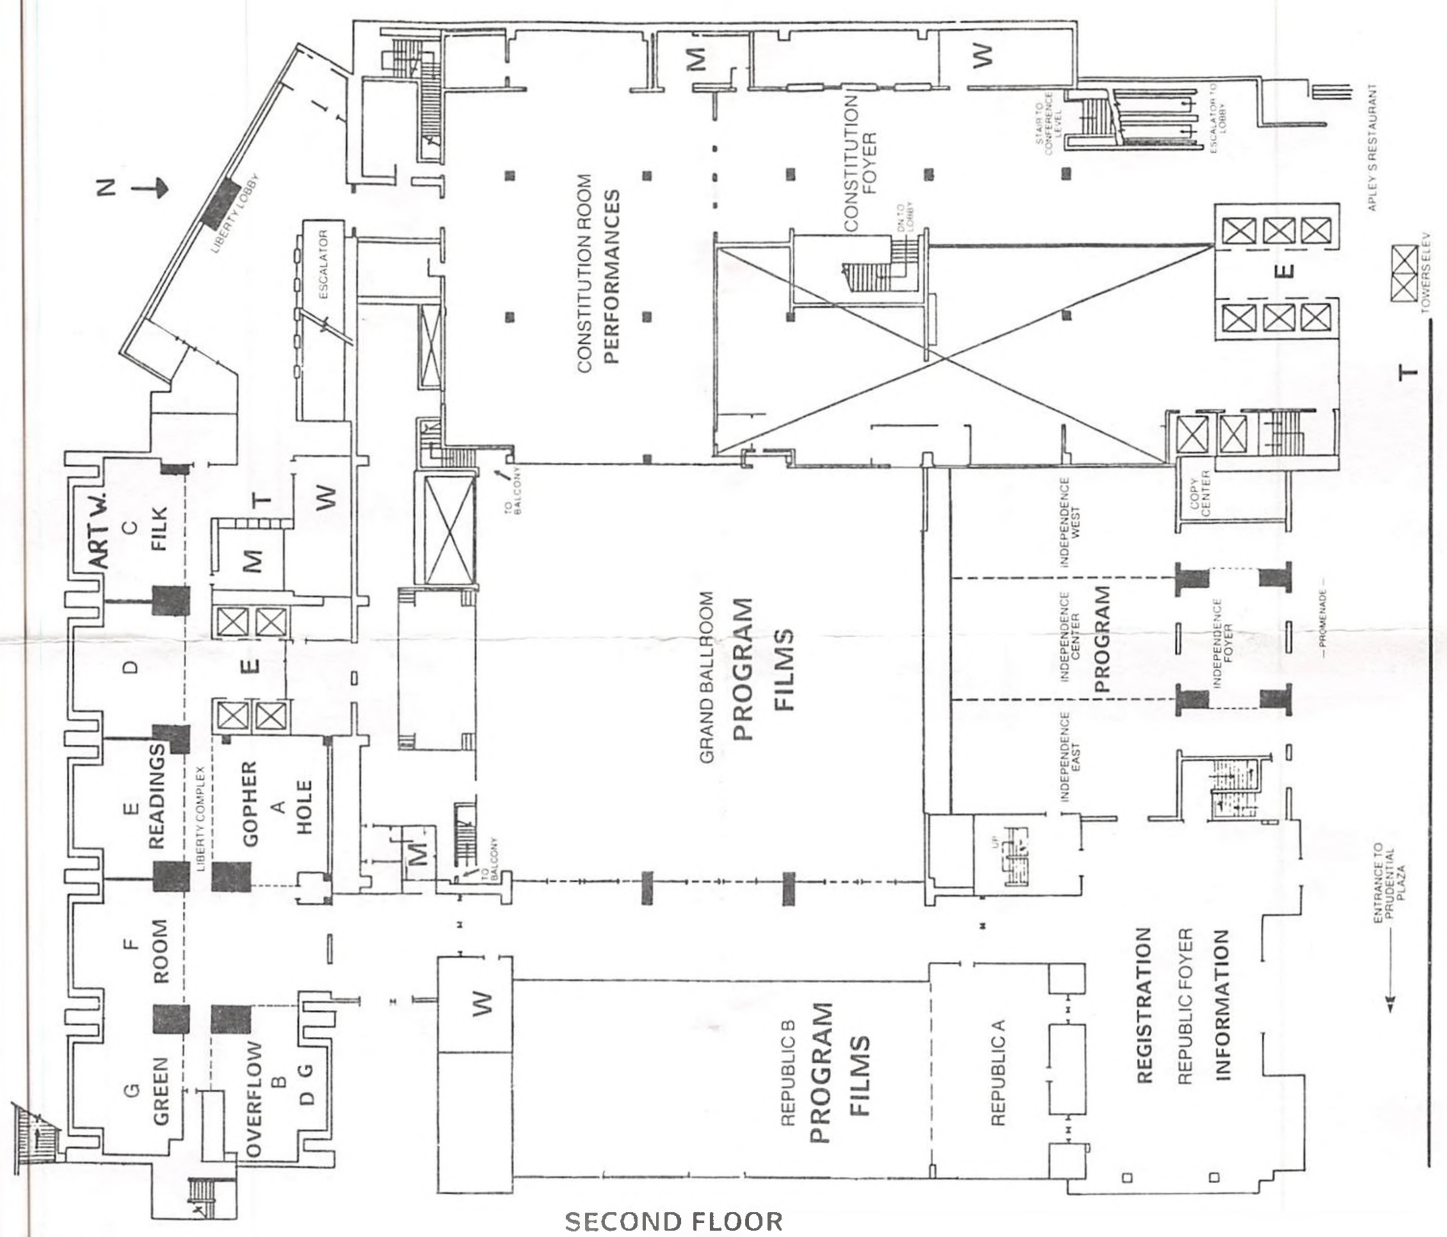 N
LIBERTY LOBBY
ESCALATOR
M
W
CONSTITUTION ROOM
PERFORMANCES
CONSTITUTION
FOYER
DN TO
LOBBY
STAIR TO
CONFERENCE
LEVEL
ESCALATOR TO
LOBBY
APLEY'S RESTAURANT
E
TOWERS ELEV.
T
ART W.
C
FILK
T
M
W
TO
BALCONY
D
E
GRAND BALLROOM
PROGRAM
FILMS
INDEPENDENCE
WEST
INDEPENDENCE
CENTER
PROGRAM
INDEPENDENCE
EAST
COPY
CENTER
INDEPENDENCE
FOYER
— PROMENADE —
E
READINGS
LIBERTY COMPLEX
GOPHER
A
HOLE
M
TO
BALCONY
UP
ENTRANCE TO
PRUDENTIAL
PLAZA
F
ROOM
G
GREEN
OVERFLOW
B
D G
W
REPUBLIC B
PROGRAM
FILMS
REPUBLIC A
REGISTRATION
REPUBLIC FOYER
INFORMATION
SECOND FLOOR